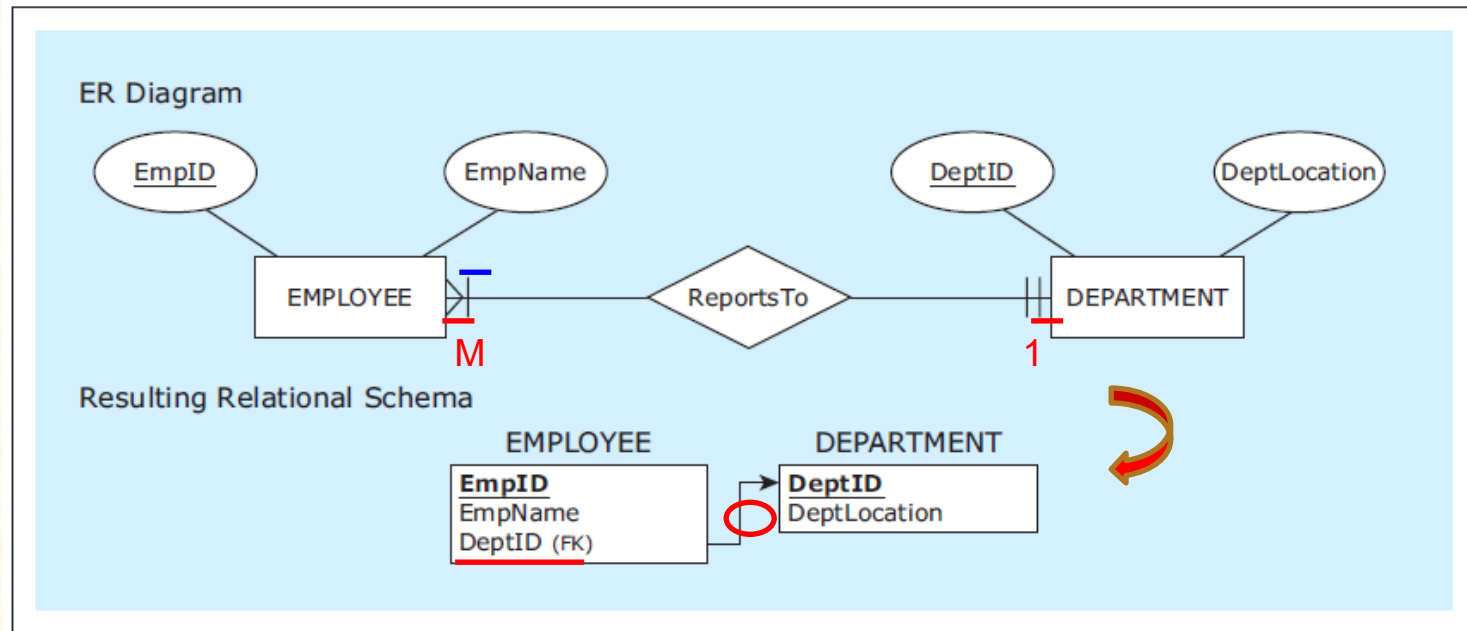 ER Diagram
EmpID
EmpName
DeptID
DeptLocation
EMPLOYEE
ReportsTo
DEPARTMENT
M
1
Resulting Relational Schema
EMPLOYEE
EmpID
EmpName
DeptID (FK)
DEPARTMENT
DeptID
DeptLocation